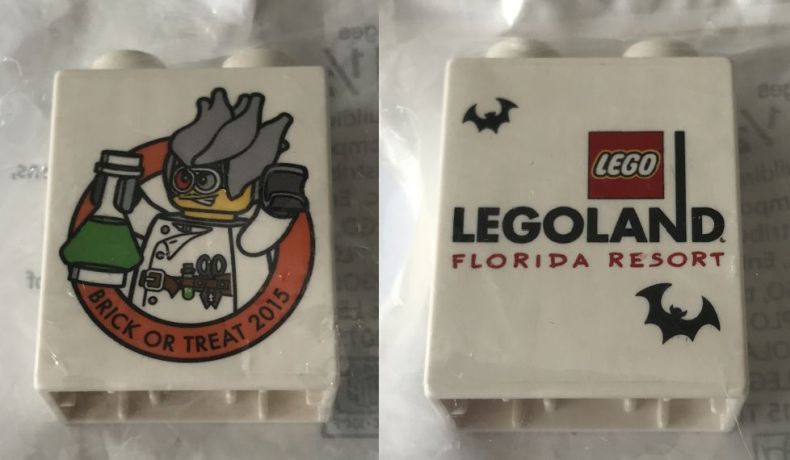 BRICK OR TREAT 2015
LEGO
LEGOLAND
FLORIDA RESORT